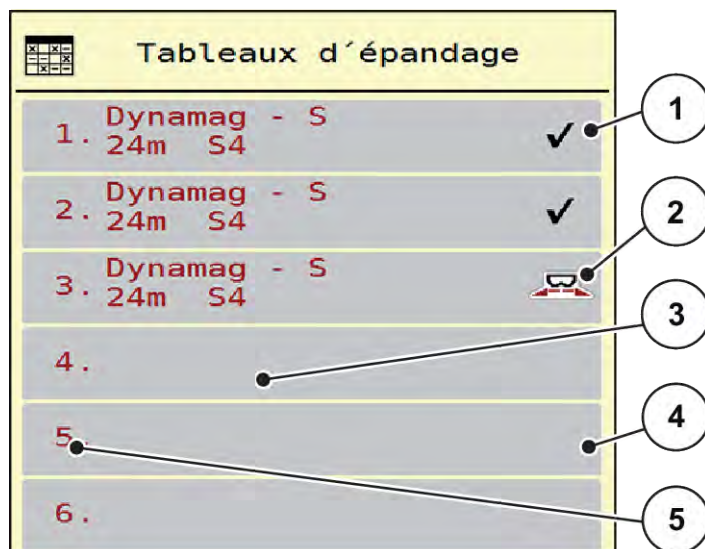 Tableaux d´épandage
1. Dynamag - S
24m S4
1
2. Dynamag - S
24m S4
2
3. Dynamag - S
24m S4
3
4.
4
5.
5
6.